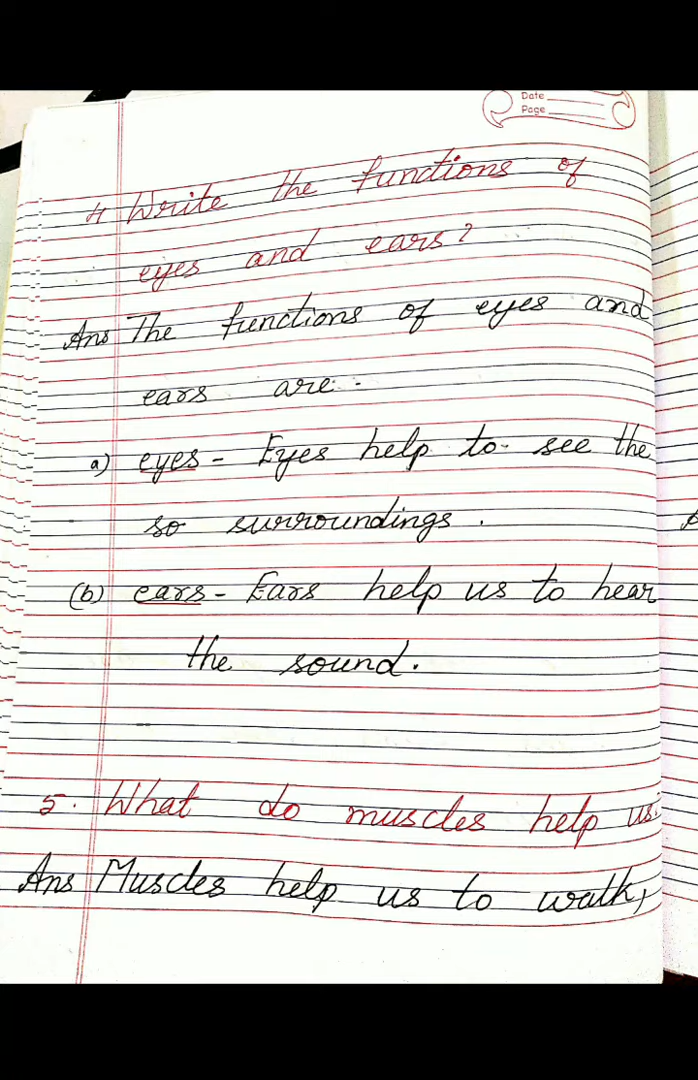 Date
Page
4 Write the functions of
eyes and ears?
Ans The functions of eyes and
ears are.
a) eyes - Eyes help to see the
so surroundings.
(b) ears - Ears help us to hear
the sound.
5. What do muscles help us.
Ans Muscles help us to walk,